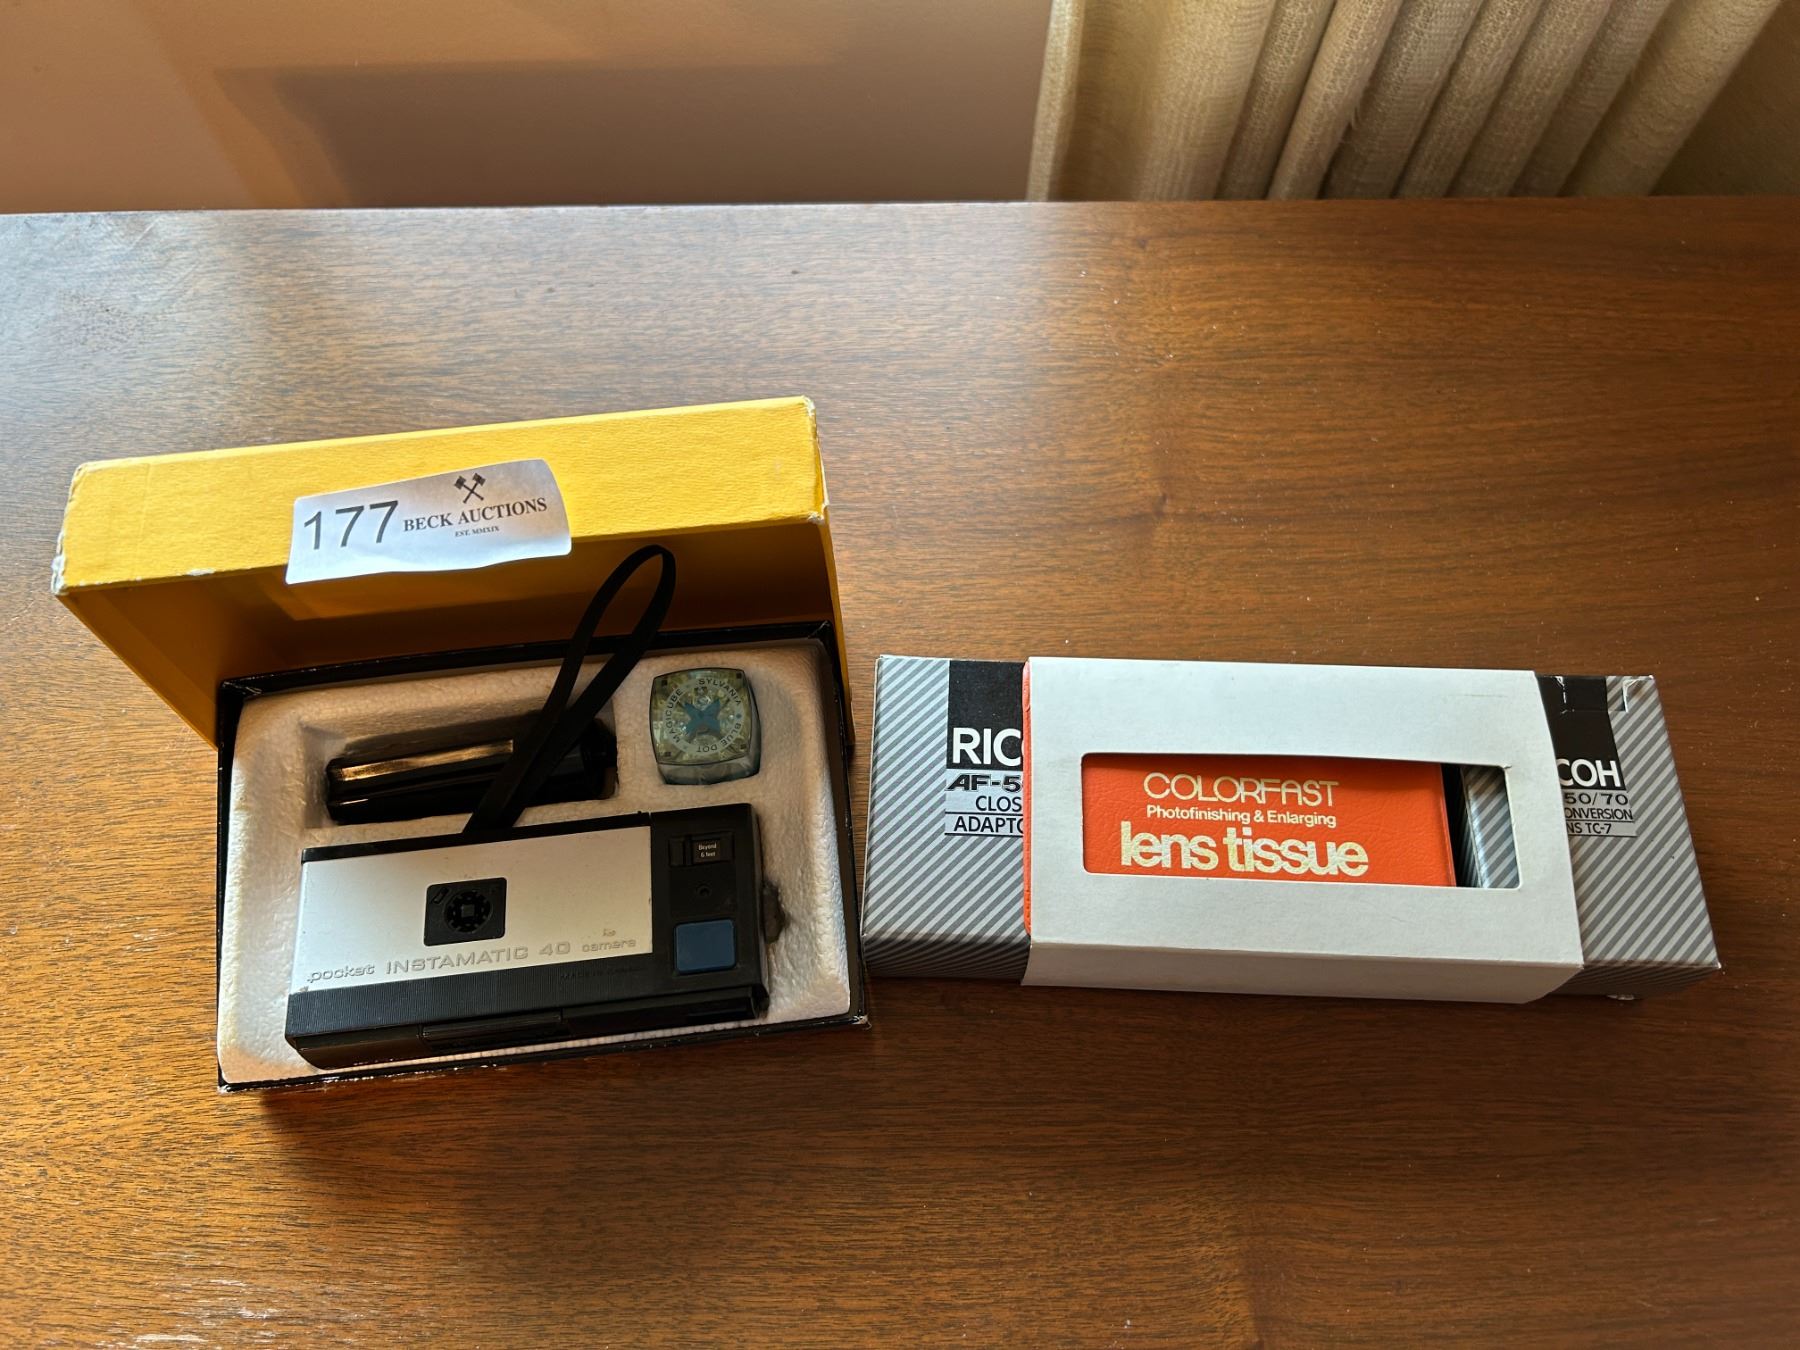 177 BECK AUCTIONS
EST. MMXIX
SYLVANIA BLUE DOT MAGICUBE
Beyond
6 feet
pocket INSTAMATIC 40 camera
RIC
AF-5
CLOS
ADAPTO
COLORFAST
Photofinishing & Enlarging
lens tissue
COH
50/70
ONVERSION
NS TC-7